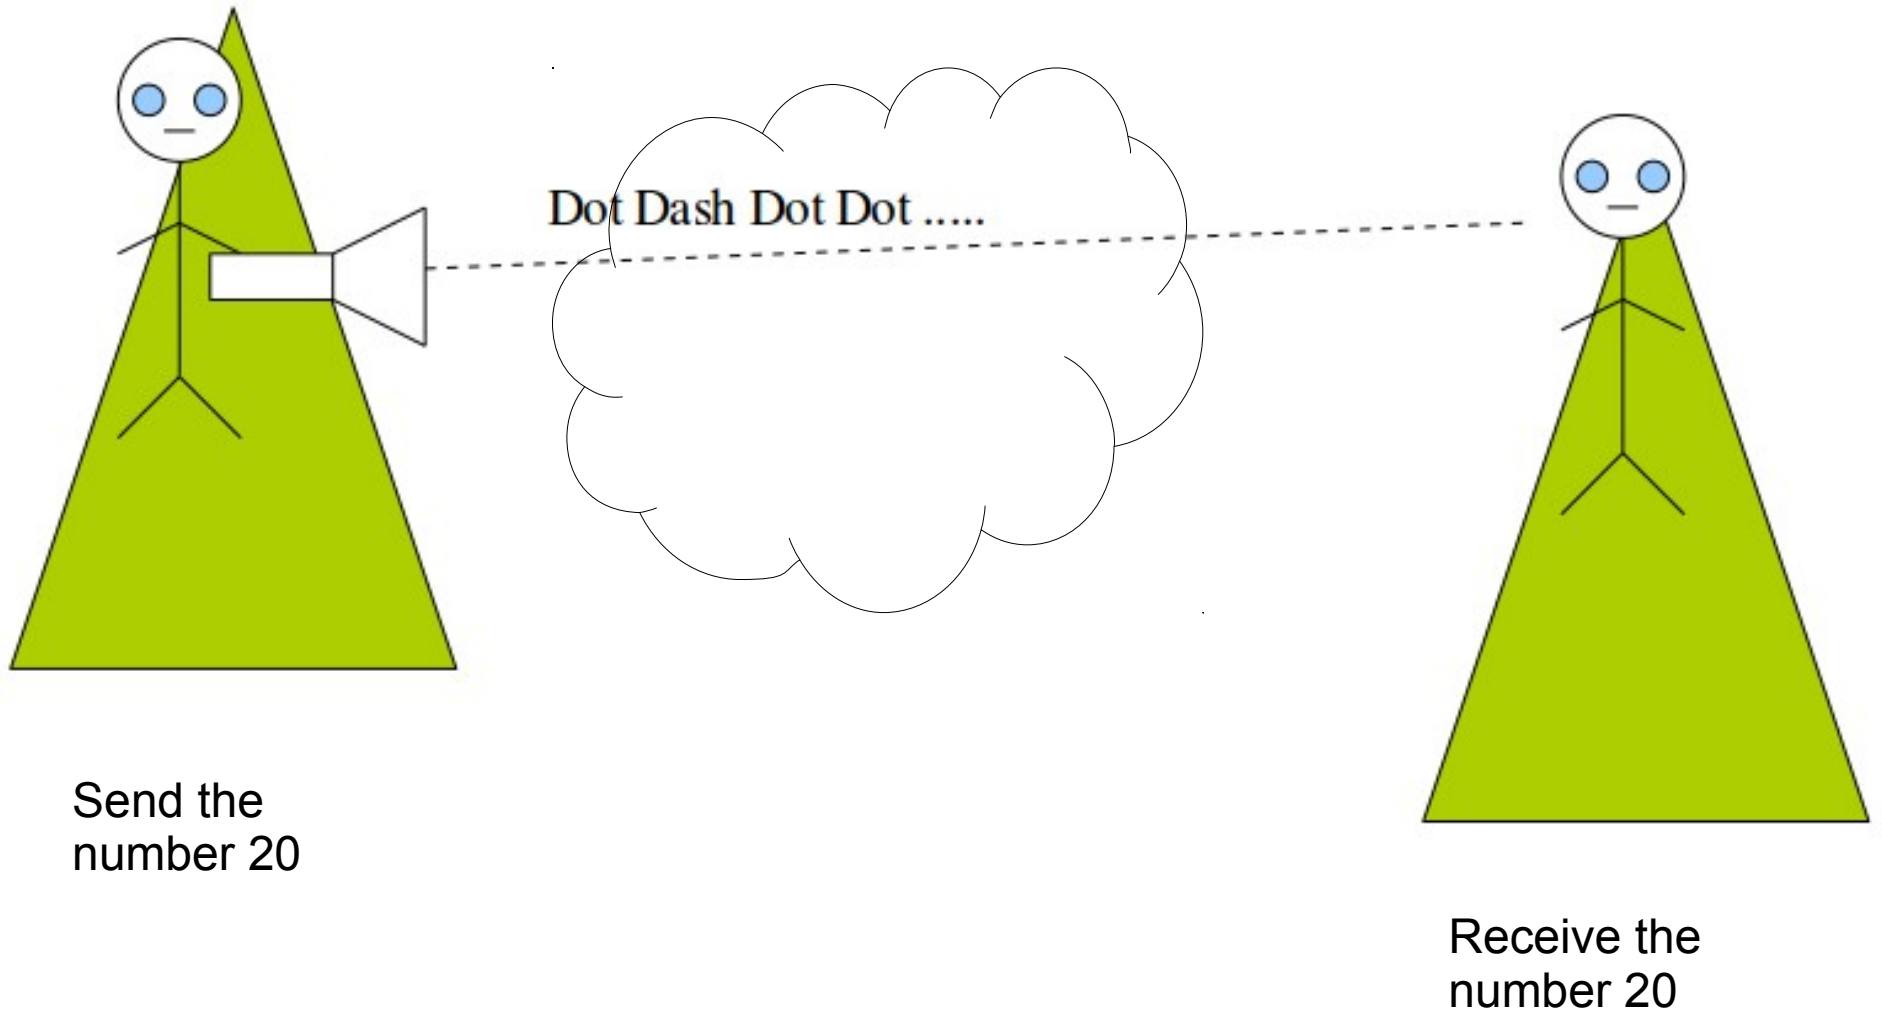 Dot Dash Dot Dot .....
Send the
number 20
Receive the
number 20